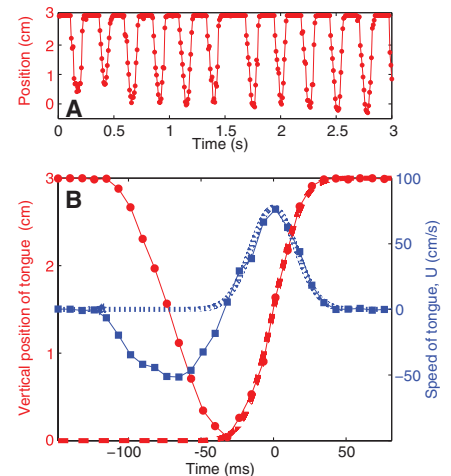 3
2
1
0
Position (cm)
A
0 0.5 1 1.5 2 2.5 3
Time (s)
3
2
1
0
Vertical position of tongue (cm)
B
100
50
0
−50
Speed of tongue, U (cm/s)
−100 −50 0 50
Time (ms)